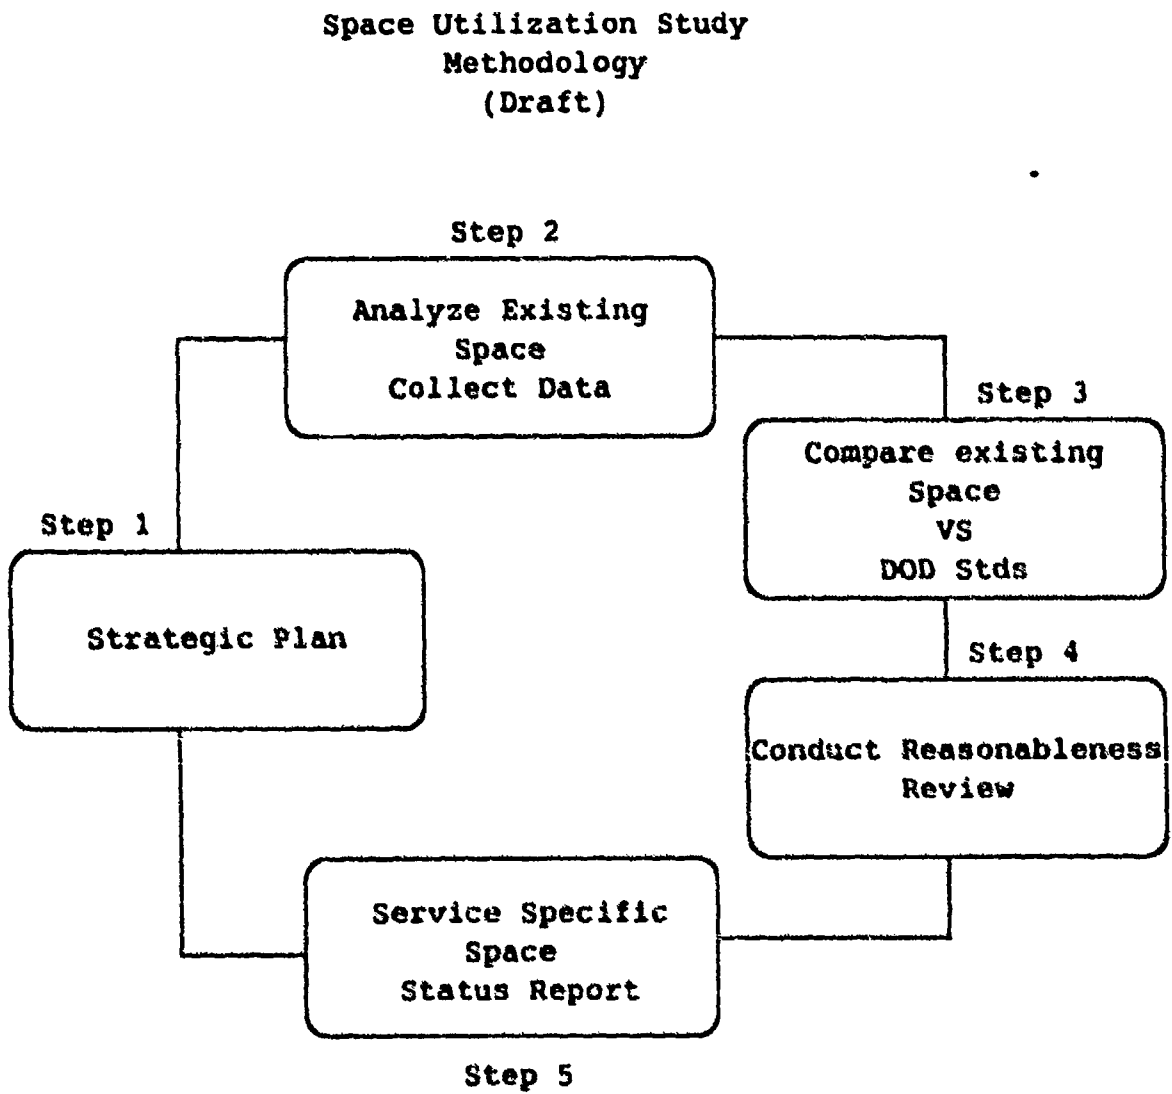 Space Utilization Study
Methodology
(Draft)
Step 2
Analyze Existing
Space
Collect Data
Step 3
Compare existing
Space
VS
DOD Stds
Step 1
Strategic Plan
Step 4
Conduct Reasonableness
Review
Service Specific
Space
Status Report
Step 5